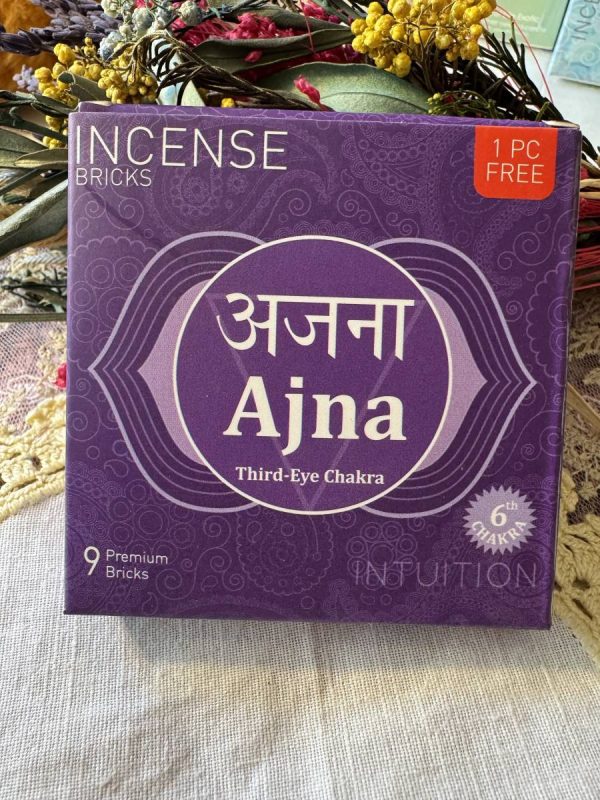 INCENSE
BRICKS
1 PC
FREE
अजना
Ajna
Third-Eye Chakra
6th
CHAKRA
9 Premium
Bricks
INTUITION